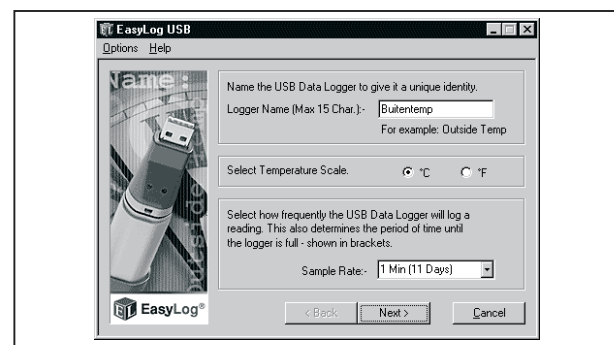 EasyLog USB
Options Help
Name:
Name the USB Data Logger to give it a unique identity.
Logger Name (Max 15 Char.):- Buitentemp
For example: Outside Temp
Select Temperature Scale. °C °F
Select how frequently the USB Data Logger will log a
reading. This also determines the period of time until
the logger is full - shown in brackets.
Sample Rate:- 1 Min (11 Days)
EL EasyLog®
< Back Next > Cancel